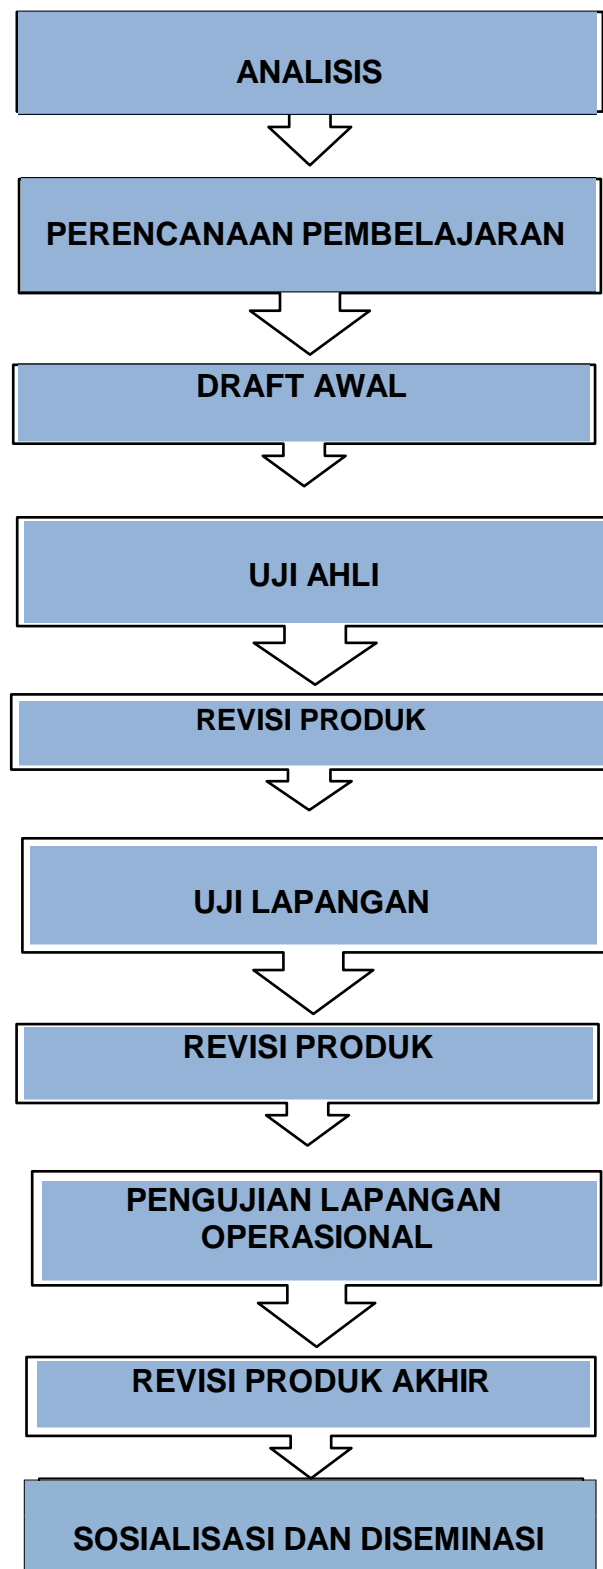 ANALISIS
PERENCANAAN PEMBELAJARAN
DRAFT AWAL
UJI AHLI
REVISI PRODUK
UJI LAPANGAN
REVISI PRODUK
PENGUJIAN LAPANGAN
OPERASIONAL
REVISI PRODUK AKHIR
SOSIALISASI DAN DISEMINASI